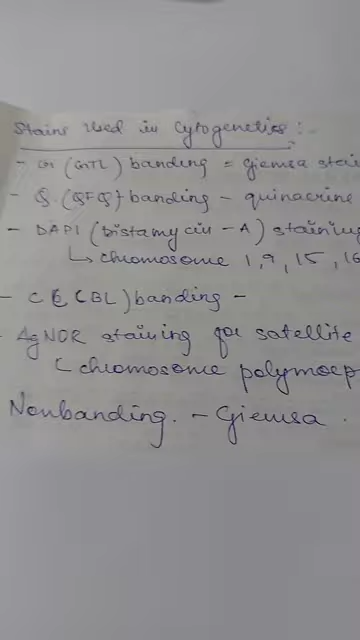 Stains Used in Cytogenetics :-
- G (GTL) banding = giemsa stai
- Q (QFQ) banding - quinacrine
- DAPI (Distamycin - A) staining
↳ chromosome 1, 9, 15, 16
- C (CBL) banding -
AgNOR staining for satellite
↳ chromosome polymorp
Nonbanding. - Giemsa.